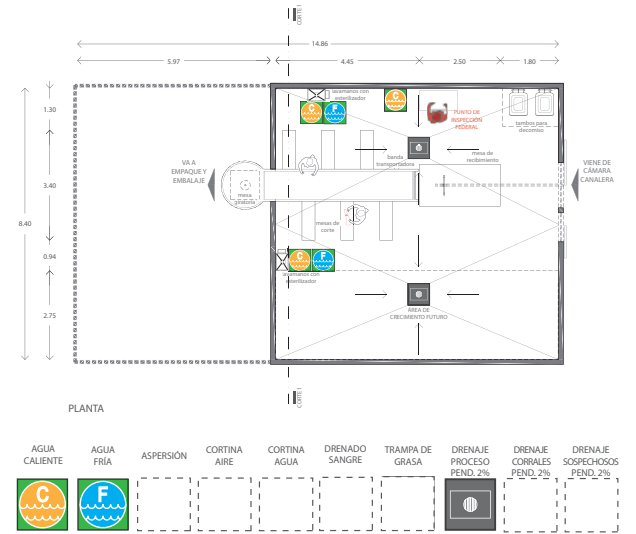 CORTE 1
14.86
5.97
4.45
2.50
1.80
1.30
3.40
8.40
0.94
2.75
lavamanos con
esterilizador
C
F
C
PUNTO DE
INSPECCIÓN
FEDERAL
tambos para
decomiso
VA A
EMPAQUE Y
EMBALAJE
banda
transportadora
mesa de
recibimiento
VIENE DE
CÁMARA
CANALERA
mesa
giratoria
mesas de
corte
C
F
lavamanos con
esterilizador
ÁREA DE
CRECIMIENTO FUTURO
CORTE 1
PLANTA
AGUA
CALIENTE
AGUA
FRÍA
ASPERSIÓN
CORTINA
AIRE
CORTINA
AGUA
DRENADO
SANGRE
TRAMPA DE
GRASA
DRENAJE
PROCESO
PEND. 2%
DRENAJE
CORRALES
PEND. 2%
DRENAJE
SOSPECHOSOS
PEND. 2%
C
F